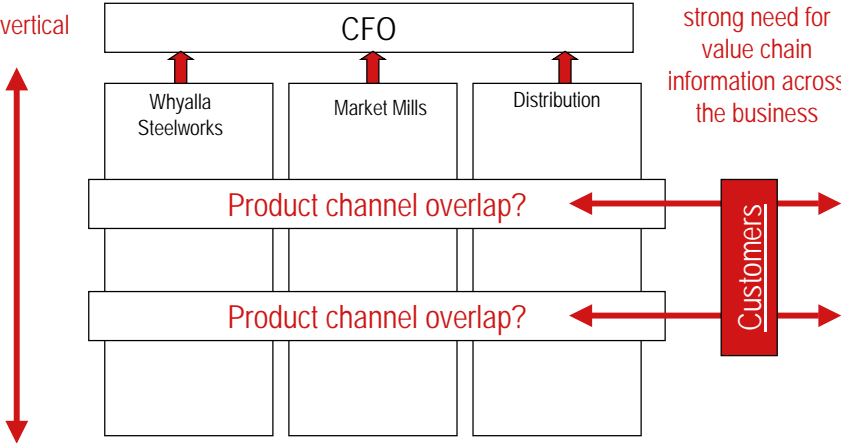 vertical
CFO
strong need for
value chain
information across
the business
Whyalla
Steelworks
Market Mills
Distribution
Product channel overlap?
Product channel overlap?
Customers